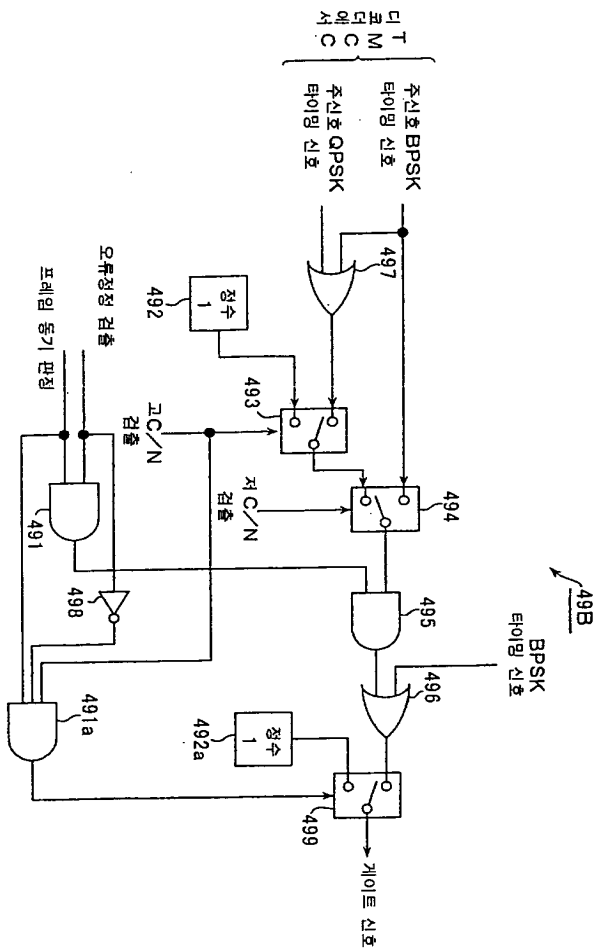 49B
TMCC
디코더에서
주신호 BPSK
타이밍 신호
주신호 QPSK
타이밍 신호
497
정수
1
492
493
고C/N
검출
494
저 C/N
검출
495
BPSK
타이밍 신호
496
정수
1
492a
499
게이트 신호
오류정정 검출
프레임 동기 판정
491
498
491a